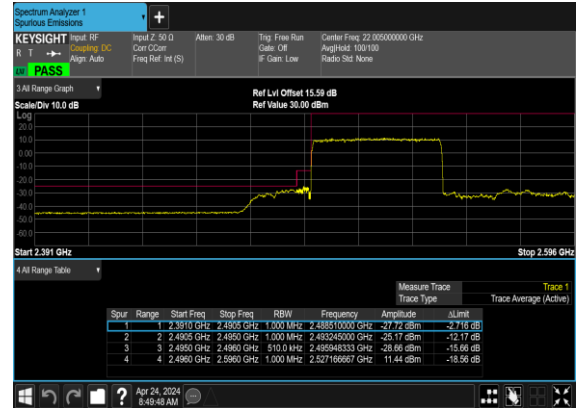 Spectrum Analyzer 1
Spurious Emissions
KEYSIGHT Input: RF Input Z: 50 Ω Atten: 30 dB Trig: Free Run Center Freq: 22.005000000 GHz
R T Coupling: DC Corr CCorr Gate: Off Avg|Hold: 100/100
Align: Auto Freq Ref: Int (S) IF Gain: Low Radio Std: None
PASS
3 All Range Graph
Ref Lvl Offset 15.59 dB
Scale/Div 10.0 dB Ref Value 30.00 dBm
Log
20.0
10.0
0.00
-10.0
-20.0
-30.0
-40.0
-50.0
-60.0
Start 2.391 GHz Stop 2.596 GHz
4 All Range Table
Measure Trace Trace 1
Trace Type Trace Average (Active)
Spur Range Start Freq Stop Freq RBW Frequency Amplitude ΔLimit
1 1 2.3910 GHz 2.4905 GHz 1.000 MHz 2.488510000 GHz -27.72 dBm -2.716 dB
2 2 2.4905 GHz 2.4950 GHz 1.000 MHz 2.493245000 GHz -25.17 dBm -12.17 dB
3 3 2.4950 GHz 2.4960 GHz 510.0 kHz 2.495948333 GHz -28.66 dBm -15.66 dB
4 4 2.4960 GHz 2.5960 GHz 1.000 MHz 2.527166667 GHz 11.44 dBm -18.56 dB
Apr 24, 2024
8:49:48 AM